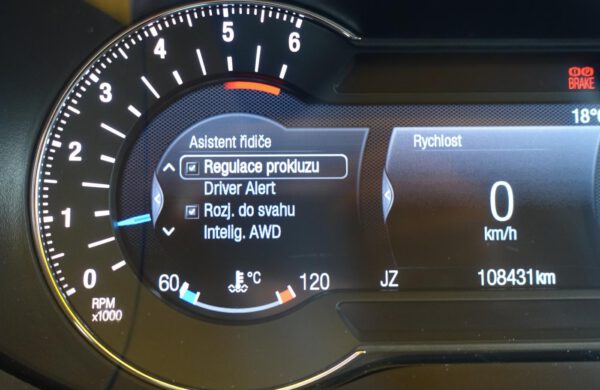 6
5
4
3
2
1
0
RPM
x1000
BRAKE
18°
Asistent řidiče
Regulace prokluzu
Driver Alert
Rozj. do svahu
Intelig. AWD
60 °C 120
Rychlost
0
km/h
JZ 108431km